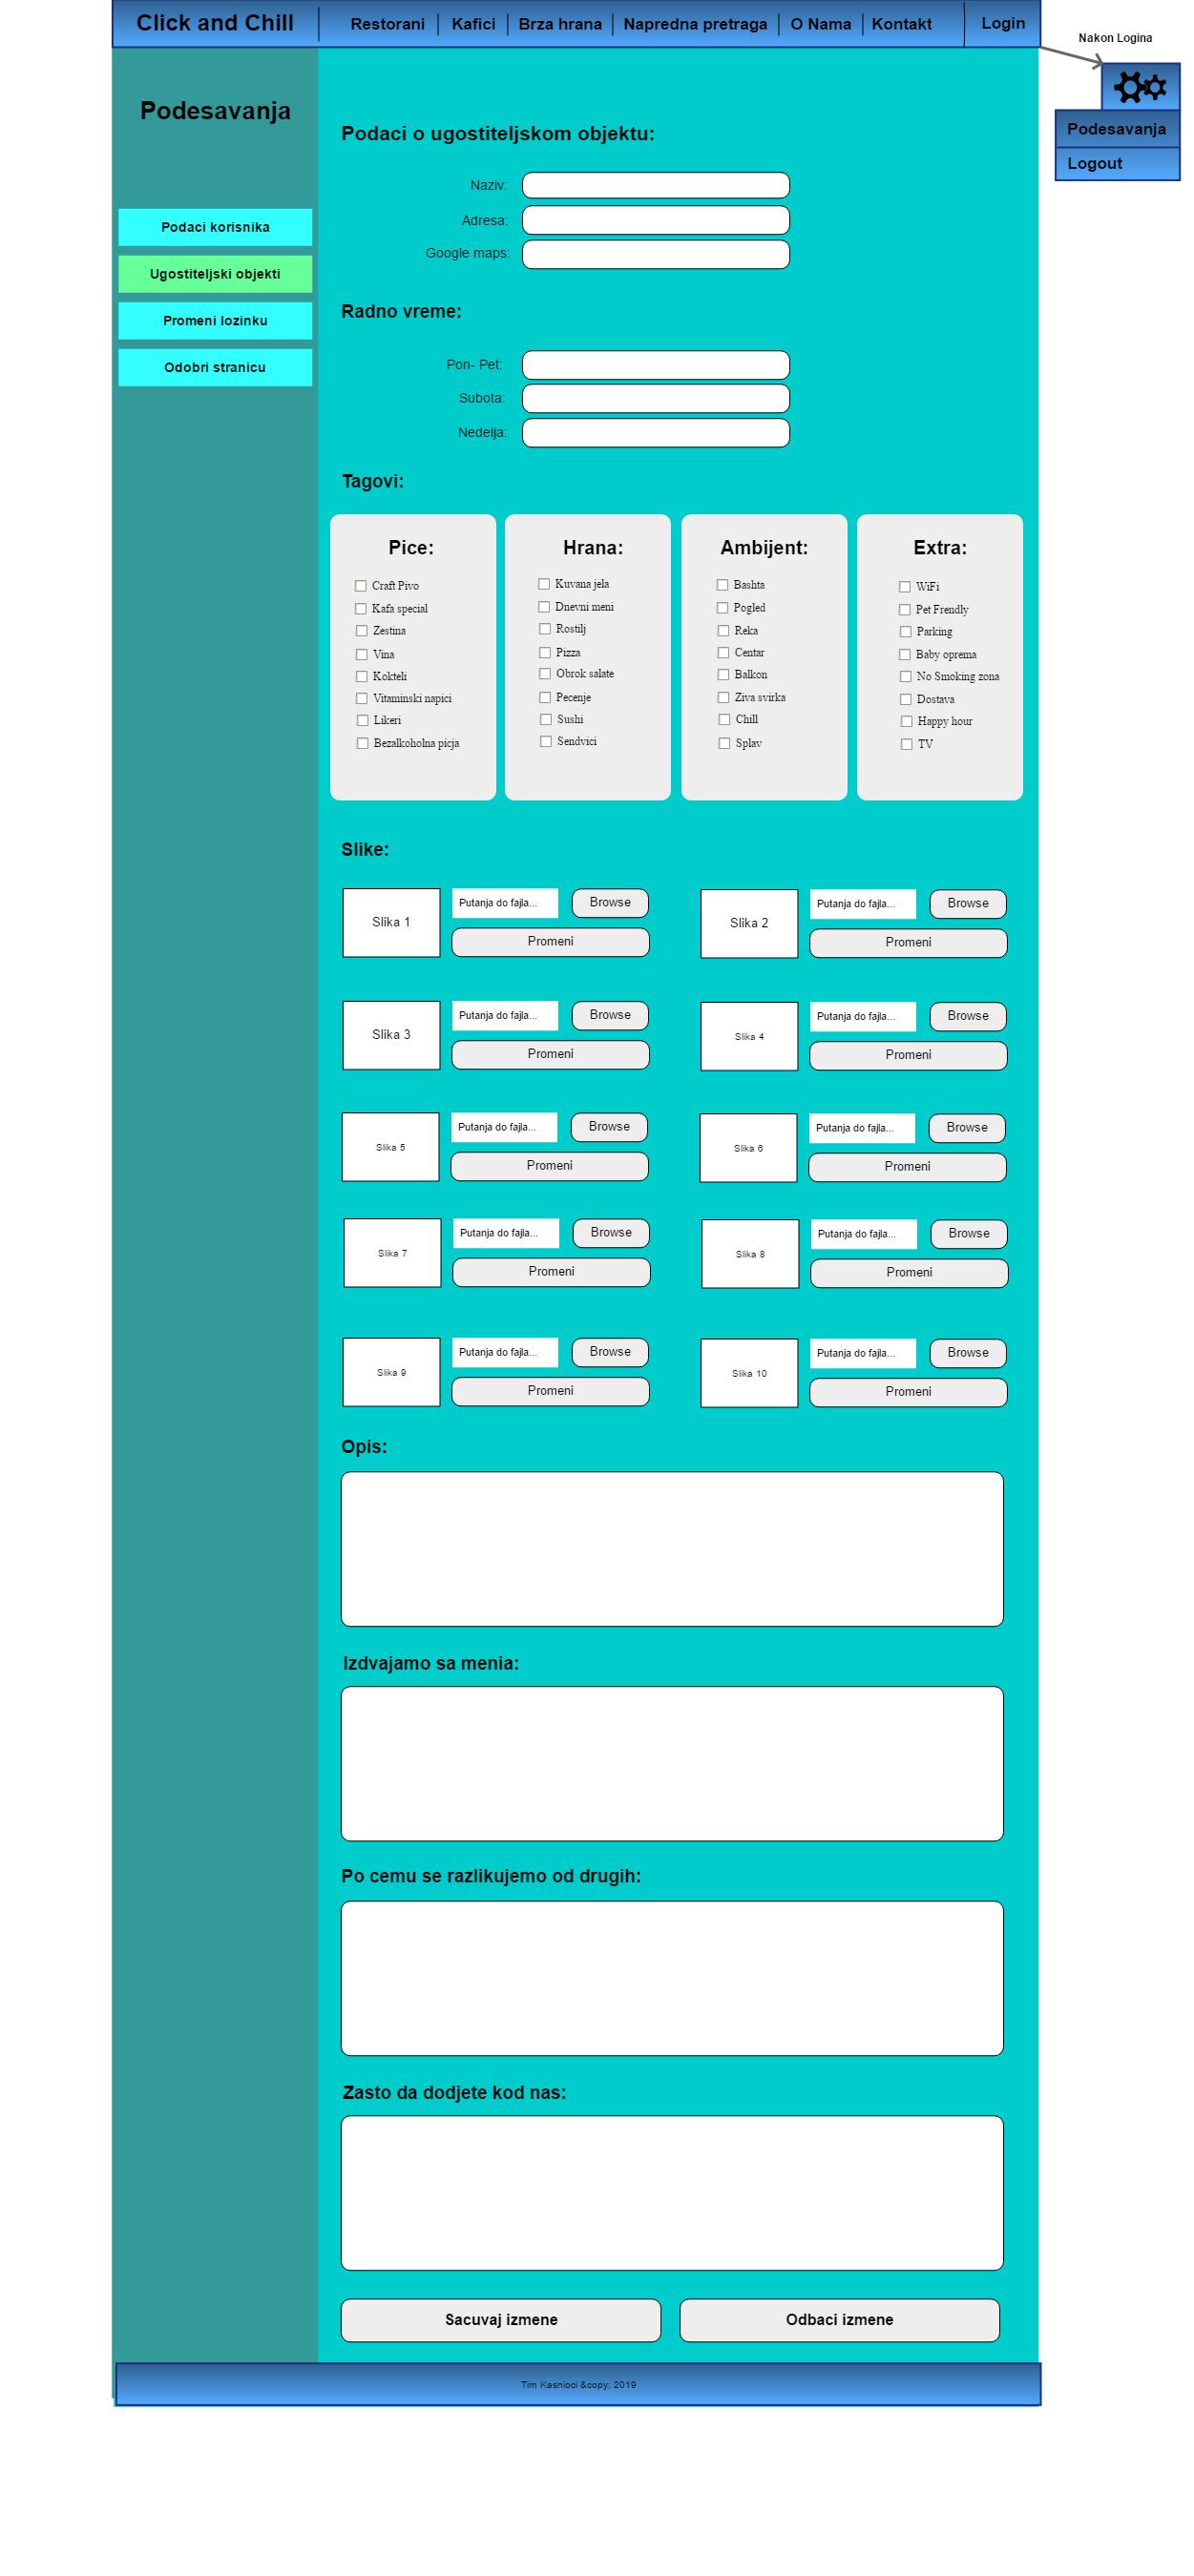 Click and Chill Restorani Kafici Brza hrana Napredna pretraga O Nama Kontakt Login
Nakon Logina
Podesavanja
Logout
Podesavanja
Podaci korisnika
Ugostiteljski objekti
Promeni lozinku
Odobri stranicu
Podaci o ugostiteljskom objektu:
Naziv:
Adresa:
Google maps:
Radno vreme:
Pon- Pet:
Subota:
Nedelja:
Tagovi:
Pice:
Craft Pivo
Kafa special
Zestina
Vina
Kokteli
Vitaminski napici
Likeri
Bezalkoholna picja
Hrana:
Kuvana jela
Dnevni meni
Rostilj
Pizza
Obrok salate
Pecenje
Sushi
Sendvici
Ambijent:
Bashta
Pogled
Reka
Centar
Balkon
Ziva svirka
Chill
Splav
Extra:
WiFi
Pet Frendly
Parking
Baby oprema
No Smoking zona
Dostava
Happy hour
TV
Slike:
Slika 1 Putanja do fajla... Browse
Promeni
Slika 2 Putanja do fajla... Browse
Promeni
Slika 3 Putanja do fajla... Browse
Promeni
Slika 4 Putanja do fajla... Browse
Promeni
Slika 5 Putanja do fajla... Browse
Promeni
Slika 6 Putanja do fajla... Browse
Promeni
Slika 7 Putanja do fajla... Browse
Promeni
Slika 8 Putanja do fajla... Browse
Promeni
Slika 9 Putanja do fajla... Browse
Promeni
Slika 10 Putanja do fajla... Browse
Promeni
Opis:
Izdvajamo sa menia:
Po cemu se razlikujemo od drugih:
Zasto da dodjete kod nas:
Sacuvaj izmene Odbaci izmene
Tim Kasnioci &copy; 2019